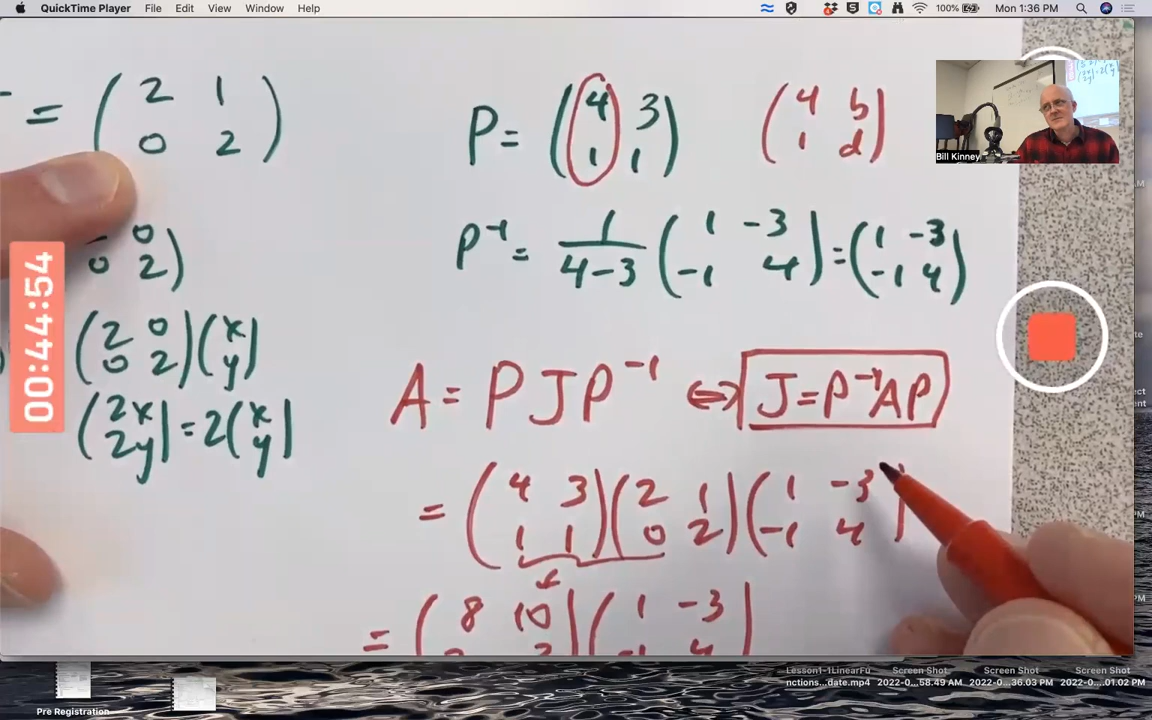 QuickTime Player File Edit View Window Help 100% Mon 1:36 PM
= ( 2 1
0 2 )
P = ( 4 3
1 1 )
( 4 b
1 d )
Bill Kinney
0
0 2 )
P⁻¹ = 1/(4-3) ( 1 -3
-1 4 ) = ( 1 -3
-1 4 )
00:44:54
( 2 0
0 2 ) ( x
y )
( 2x
2y ) = 2 ( x
y )
A = P J P⁻¹ ⇔ J = P⁻¹AP
= ( 4 3
1 1 ) ( 2 1
0 2 ) ( 1 -3
-1 4 )
= ( 8 10 ) ( 1 -3
-1 4 )
Pre Registration
Lesson1-1LinearFu
nctions...date.mp4
Screen Shot
2022-0...58.49 AM
Screen Shot
2022-0...36.03 PM
Screen Shot
2022-0...01.02 PM